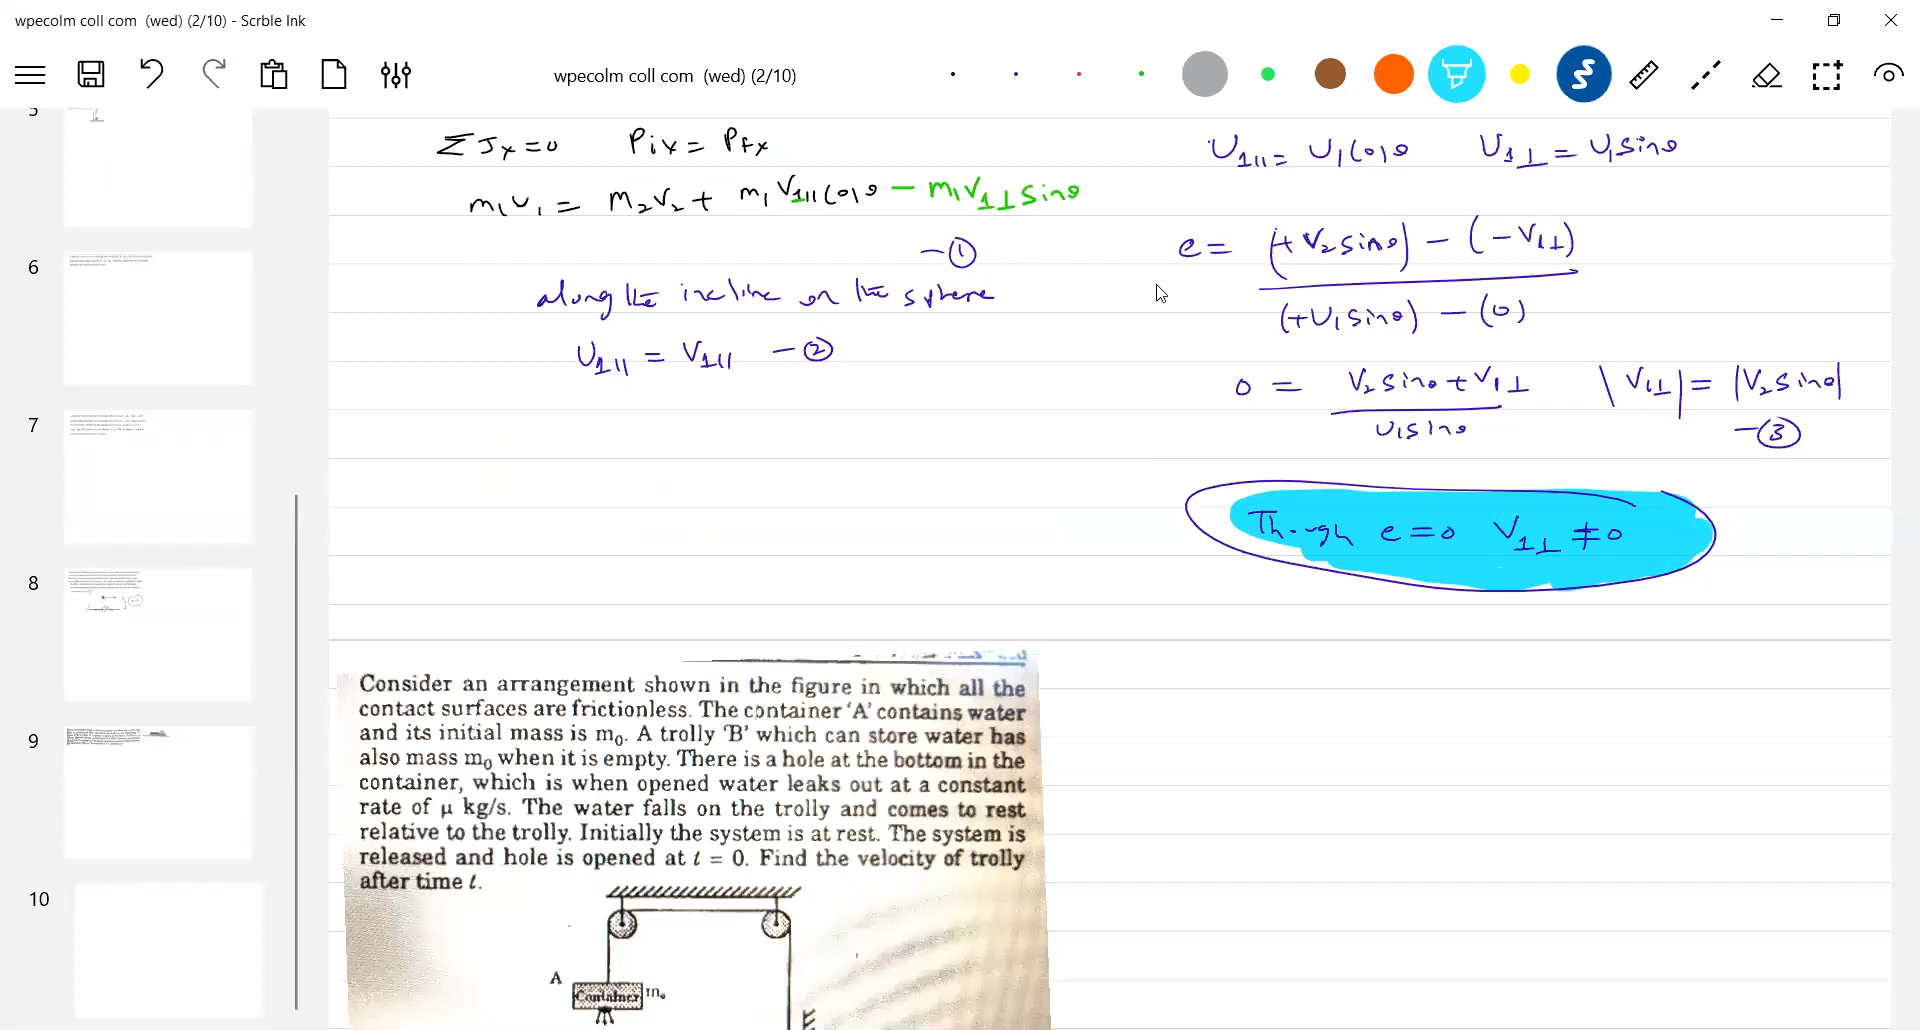 wpecolm coll com (wed) (2/10) - Scrble Ink
wpecolm coll com (wed) (2/10)
5
6
7
8
9
10
ΣJx=0 Pix = Pfx
m1u1 = m2v2 + m1v1||cosθ - m1v1⊥sinθ
-①
along the incline on the sphere
u1|| = v1|| -②
u1|| = u1cosθ v1⊥ = u1sinθ
e = (+v2sinθ) - (-v1⊥)
(+u1sinθ) - (0)
0 = v2sinθ + v1⊥ |v1⊥| = |v2sinθ|
u1sinθ -③
Though e=0 v1⊥ ≠ 0
Consider an arrangement shown in the figure in which all the
contact surfaces are frictionless. The container 'A' contains water
and its initial mass is m0. A trolly 'B' which can store water has
also mass m0 when it is empty. There is a hole at the bottom in the
container, which is when opened water leaks out at a constant
rate of μ kg/s. The water falls on the trolly and comes to rest
relative to the trolly. Initially the system is at rest. The system is
released and hole is opened at t = 0. Find the velocity of trolly
after time t.
A
Container m0